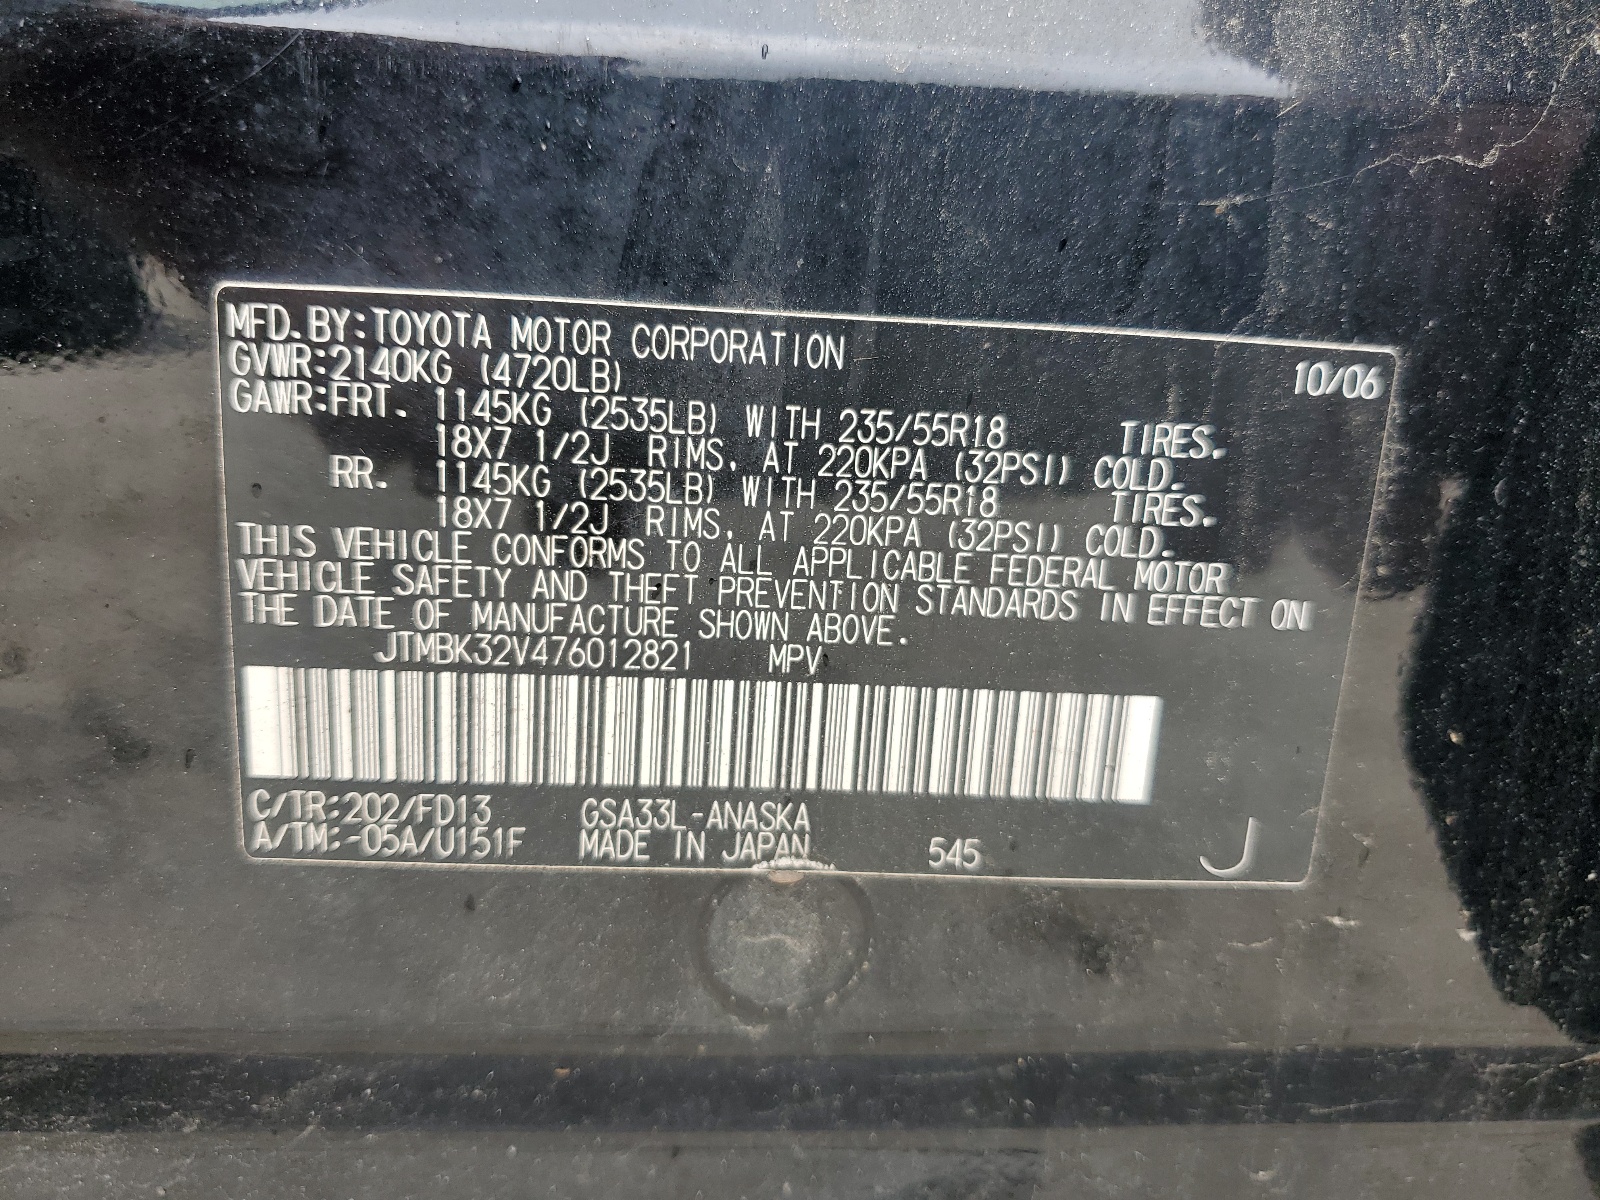 MFD.BY:TOYOTA MOTOR CORPORATION 10/06
GVWR:2140KG (4720LB)
GAWR:FRT. 1145KG (2535LB) WITH 235/55R18 TIRES.
18X7 1/2J RIMS, AT 220KPA (32PSI) COLD.
RR. 1145KG (2535LB) WITH 235/55R18 TIRES.
18X7 1/2J RIMS, AT 220KPA (32PSI) COLD.
THIS VEHICLE CONFORMS TO ALL APPLICABLE FEDERAL MOTOR
VEHICLE SAFETY AND THEFT PREVENTION STANDARDS IN EFFECT ON
THE DATE OF MANUFACTURE SHOWN ABOVE.
JTMBK32V476012821 MPV
C/TR:202/FD13 GSA33L-ANASKA
A/TM:-05A/U151F MADE IN JAPAN 545 J